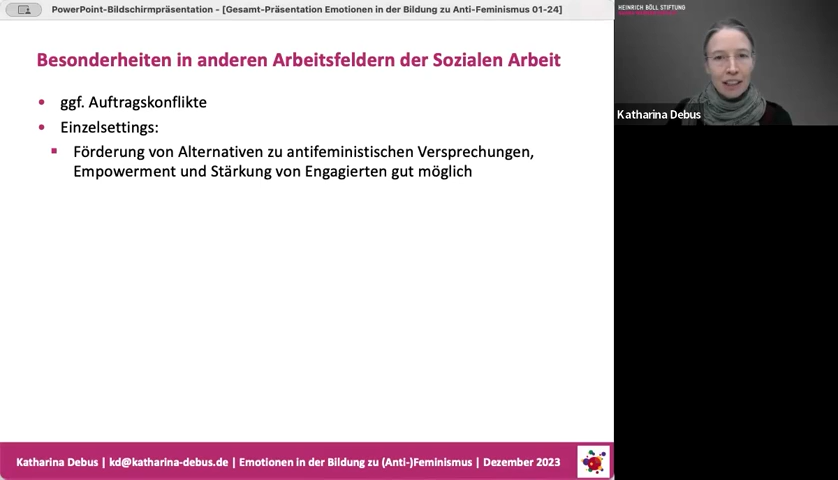 PowerPoint-Bildschirmpräsentation - [Gesamt-Präsentation Emotionen in der Bildung zu Anti-Feminismus 01-24]
HEINRICH BÖLL STIFTUNG
Besonderheiten in anderen Arbeitsfeldern der Sozialen Arbeit
• ggf. Auftragskonflikte
• Einzelsettings:
▪ Förderung von Alternativen zu antifeministischen Versprechungen,
Empowerment und Stärkung von Engagierten gut möglich
Katharina Debus
Katharina Debus | kd@katharina-debus.de | Emotionen in der Bildung zu (Anti-)Feminismus | Dezember 2023